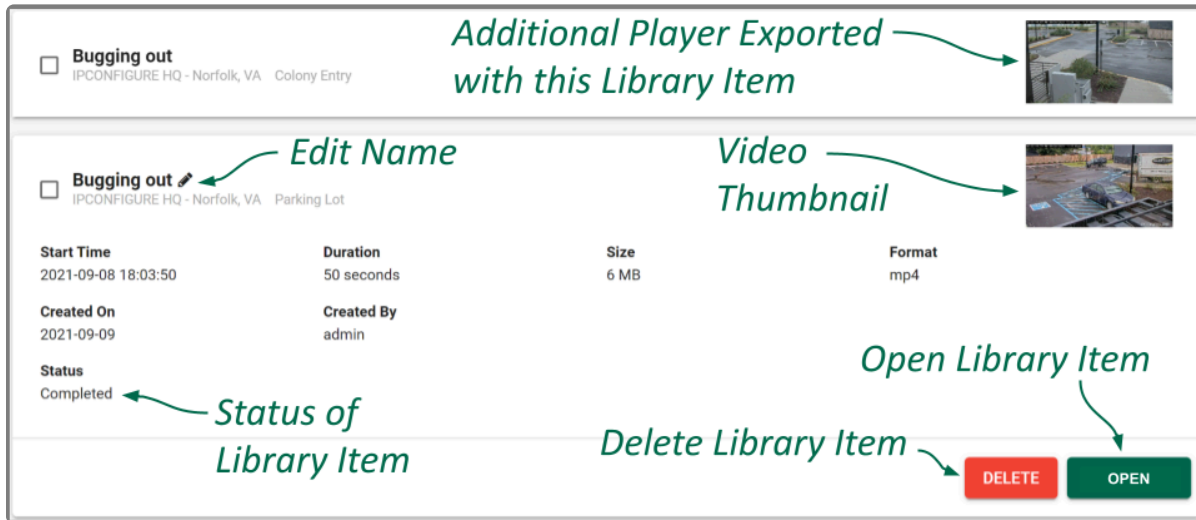 Bugging out
IPCONFIGURE HQ - Norfolk, VA Colony Entry
Additional Player Exported
with this Library Item
Bugging out
IPCONFIGURE HQ - Norfolk, VA Parking Lot
Edit Name
Video
Thumbnail
Start Time Duration Size Format
2021-09-08 18:03:50 50 seconds 6 MB mp4
Created On Created By
2021-09-09 admin
Status
Completed
Status of
Library Item
Open Library Item
Delete Library Item
DELETE OPEN